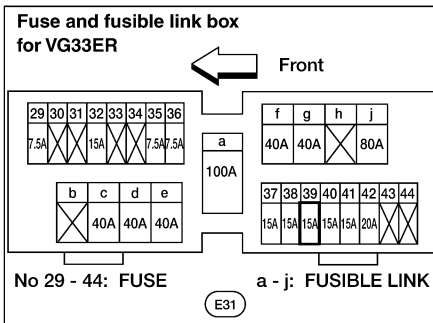 Fuse and fusible link box
for VG33ER
Front
29 30 31 32 33 34 35 36
7.5A 15A 7.5A 7.5A
a
100A
f g h j
40A 40A 80A
b c d e
40A 40A 40A
37 38 39 40 41 42 43 44
15A 15A 15A 15A 15A 20A
No 29 - 44: FUSE
a - j: FUSIBLE LINK
E31